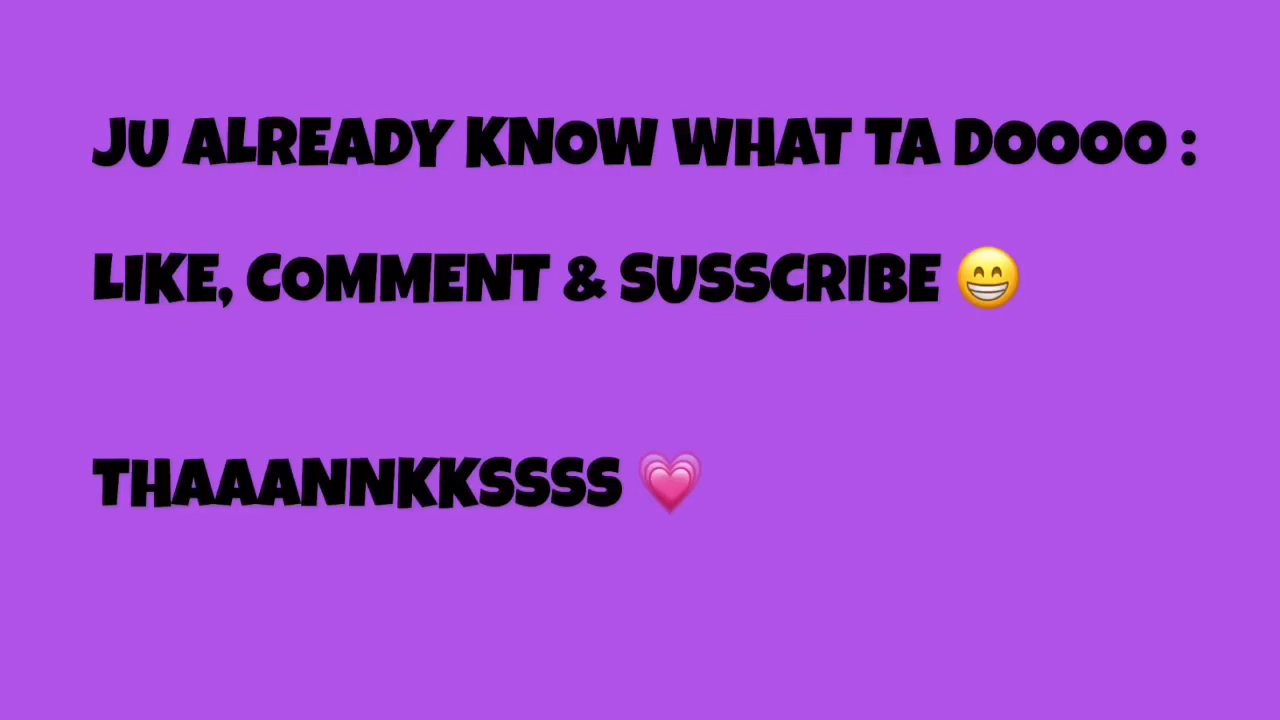 JU ALREADY KNOW WHAT TA DOOOO :
LIKE, COMMENT & SUSSCRIBE 😁
THAAANNKKSSSS 💗